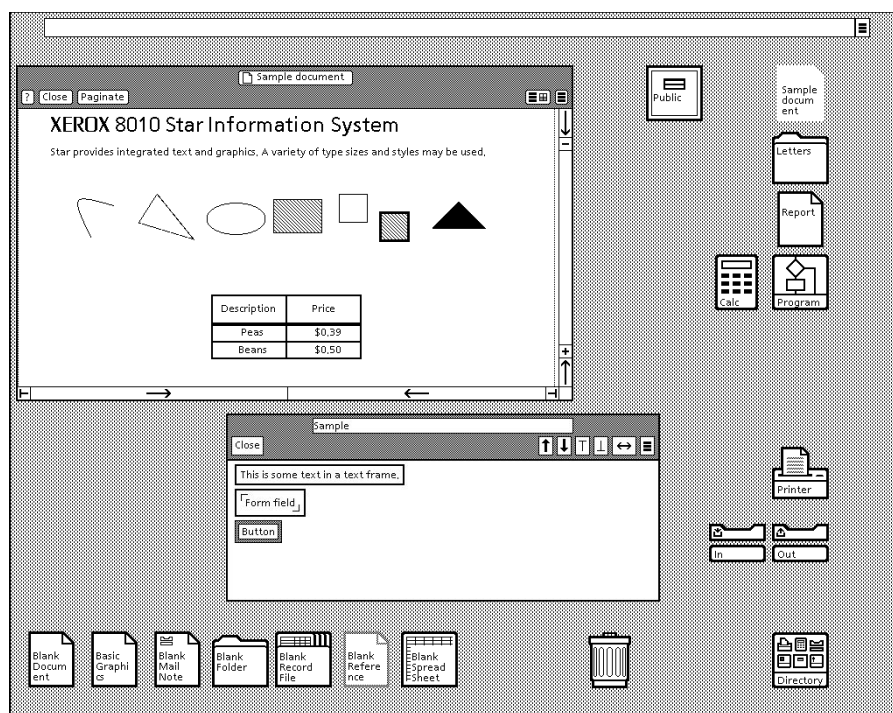 Sample document
? Close Paginate
XEROX 8010 Star Information System
Star provides integrated text and graphics. A variety of type sizes and styles may be used.
Description Price
Peas $0.39
Beans $0.50
Public
Sample
docum
ent
Letters
Report
Calc
Program
Sample
Close
This is some text in a text frame.
Form field
Button
Printer
In
Out
Blank
Docum
ent
Basic
Graphi
cs
Blank
Mail
Note
Blank
Folder
Blank
Record
File
Blank
Refere
nce
Blank
Spread
Sheet
Directory